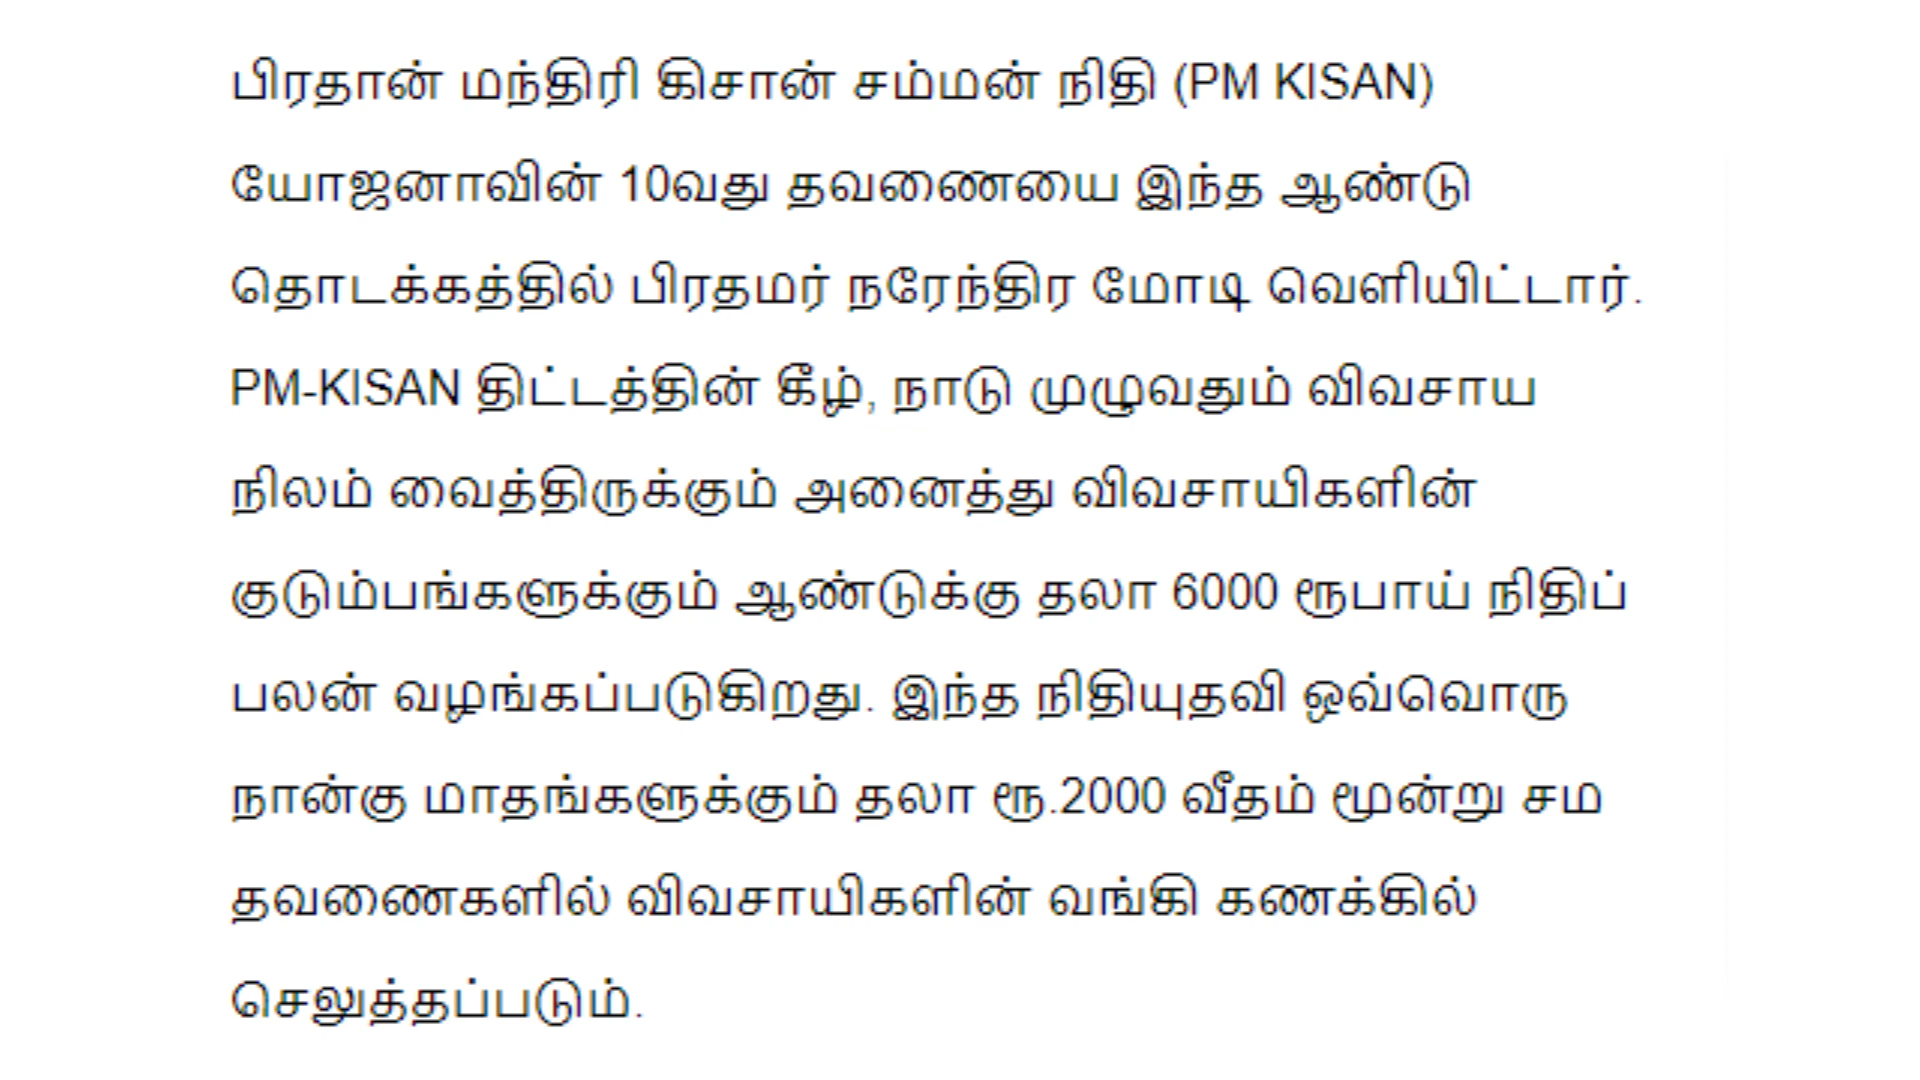 பிரதான் மந்திரி கிசான் சம்மன் நிதி (PM KISAN)
யோஜனாவின் 10வது தவணையை இந்த ஆண்டு
தொடக்கத்தில் பிரதமர் நரேந்திர மோடி வெளியிட்டார்.
PM-KISAN திட்டத்தின் கீழ், நாடு முழுவதும் விவசாய
நிலம் வைத்திருக்கும் அனைத்து விவசாயிகளின்
குடும்பங்களுக்கும் ஆண்டுக்கு தலா 6000 ரூபாய் நிதிப்
பலன் வழங்கப்படுகிறது. இந்த நிதியுதவி ஒவ்வொரு
நான்கு மாதங்களுக்கும் தலா ரூ.2000 வீதம் மூன்று சம
தவணைகளில் விவசாயிகளின் வங்கி கணக்கில்
செலுத்தப்படும்.